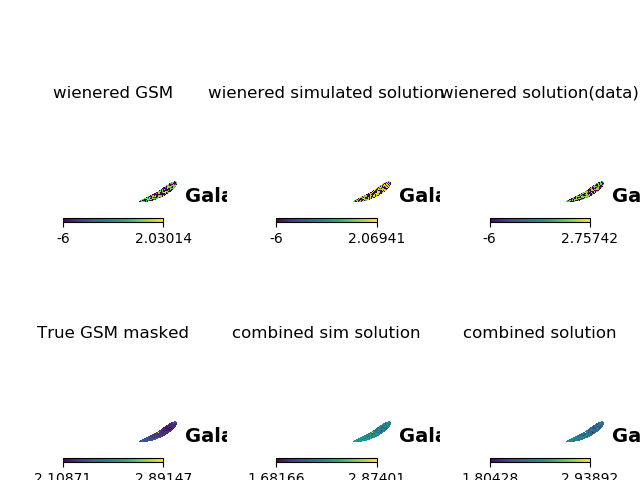 wienered GSM wienered simulated solution wienered solution(data)
Gala Gala Ga
-6 2.03014 -6 2.06941 -6 2.75742
True GSM masked combined sim solution combined solution
Gala Gala Ga
2.10871 2.89147 1.68166 2.87401 1.80428 2.93892